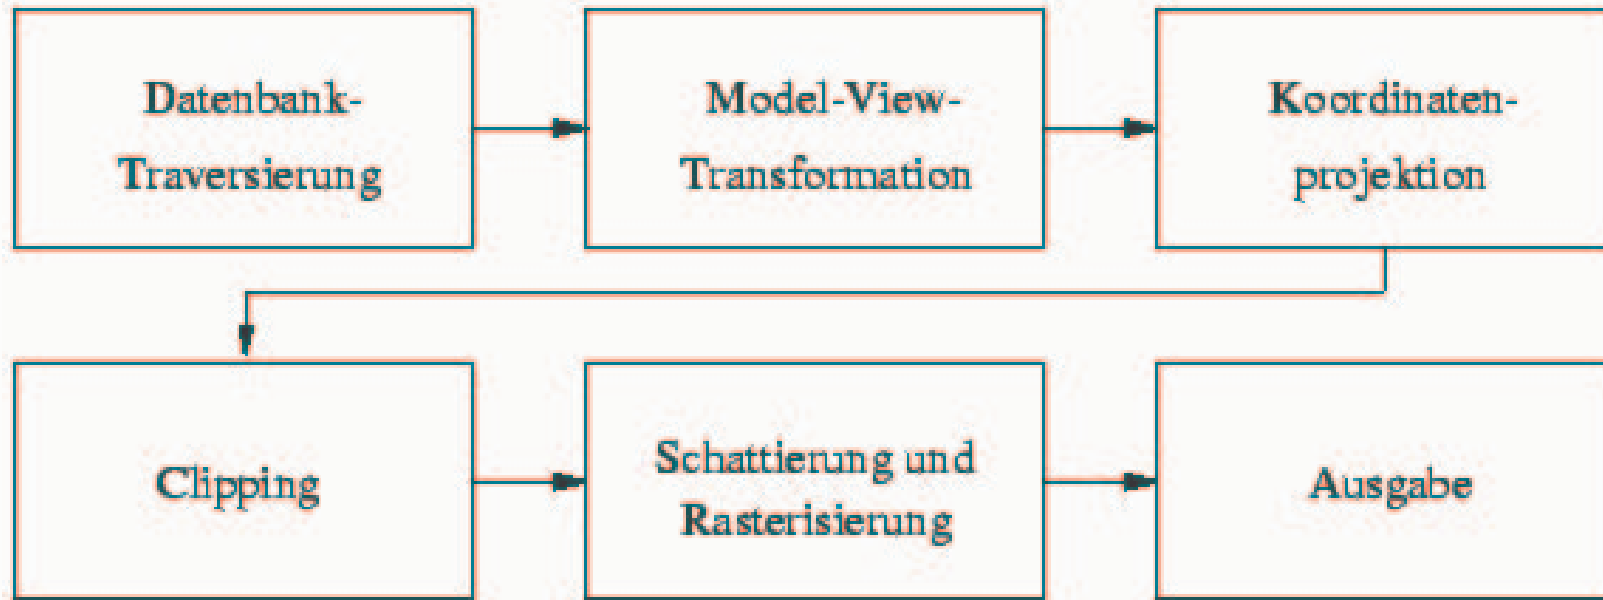 Datenbank-
Traversierung
Model-View-
Transformation
Koordinaten-
projektion
Clipping
Schattierung und
Rasterisierung
Ausgabe